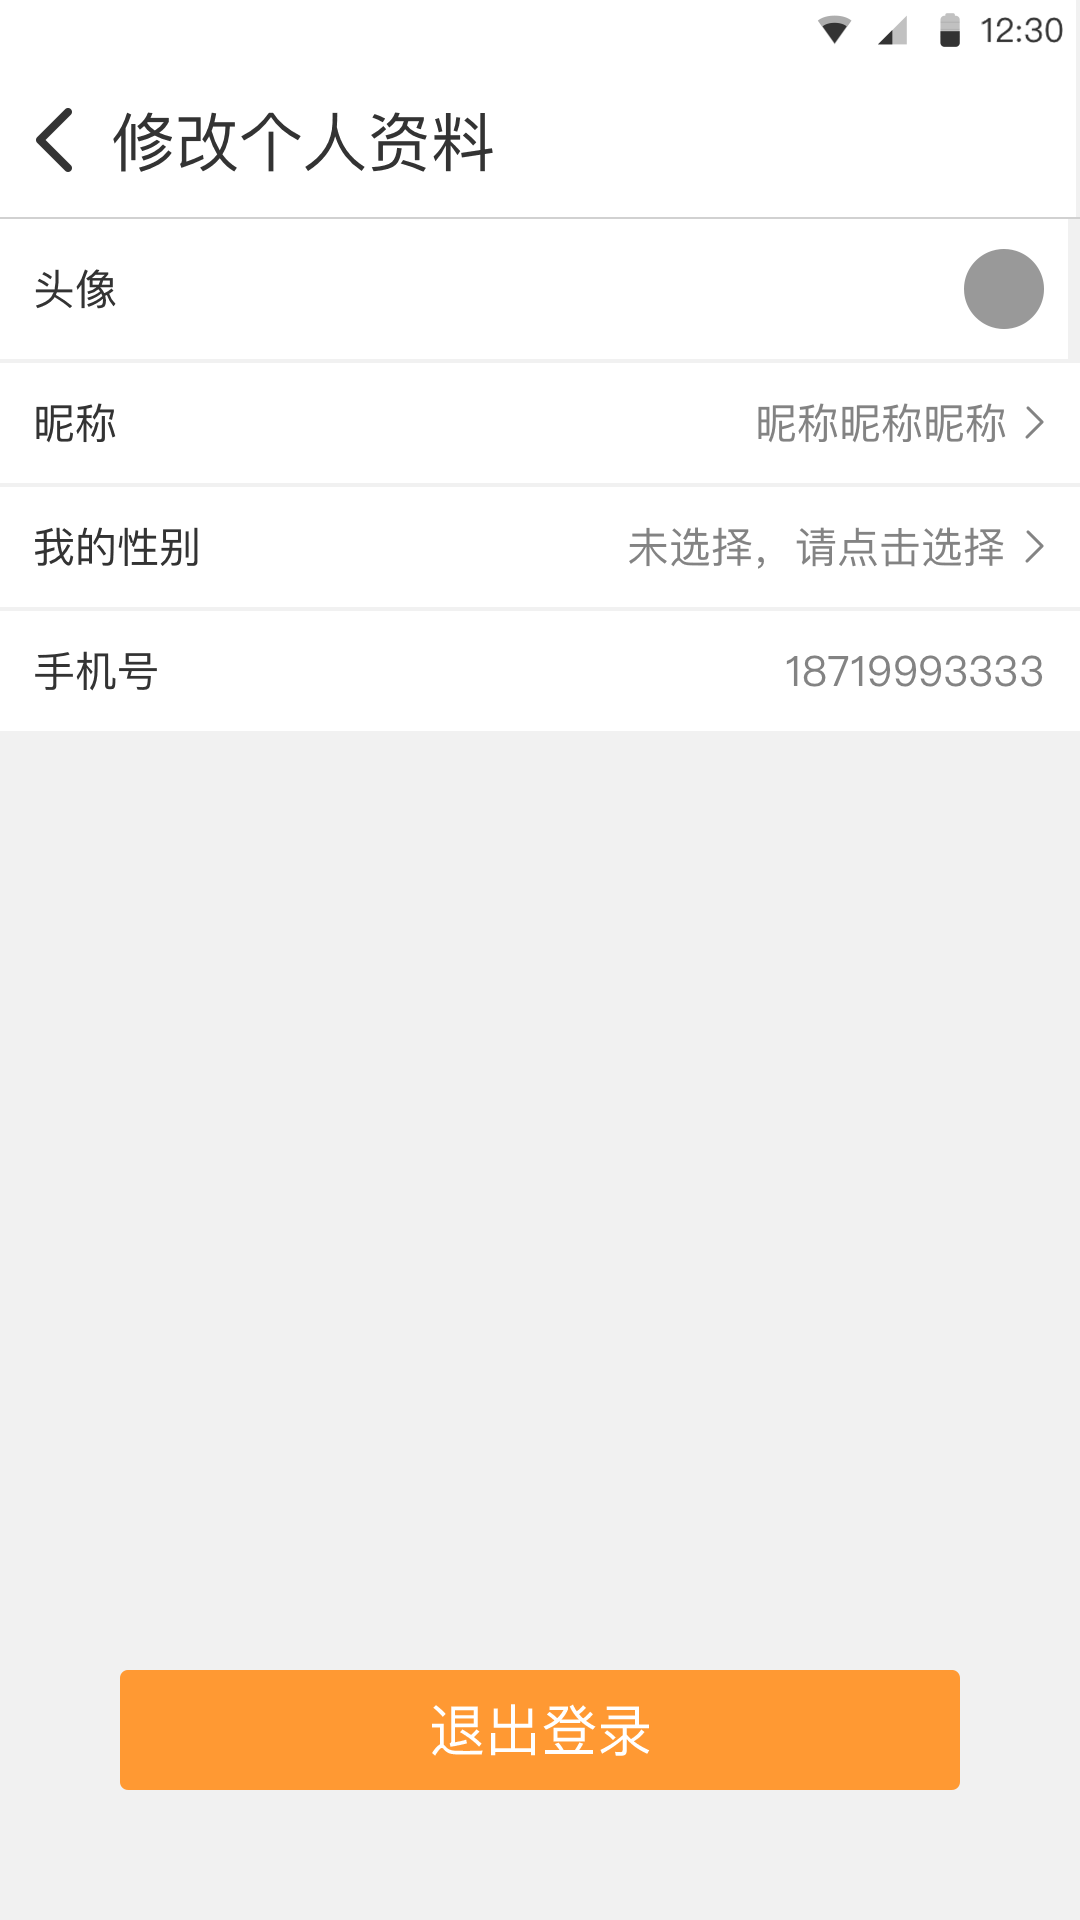 12:30
修改个人资料
头像
昵称 昵称昵称昵称
我的性别 未选择，请点击选择
手机号 18719993333
退出登录